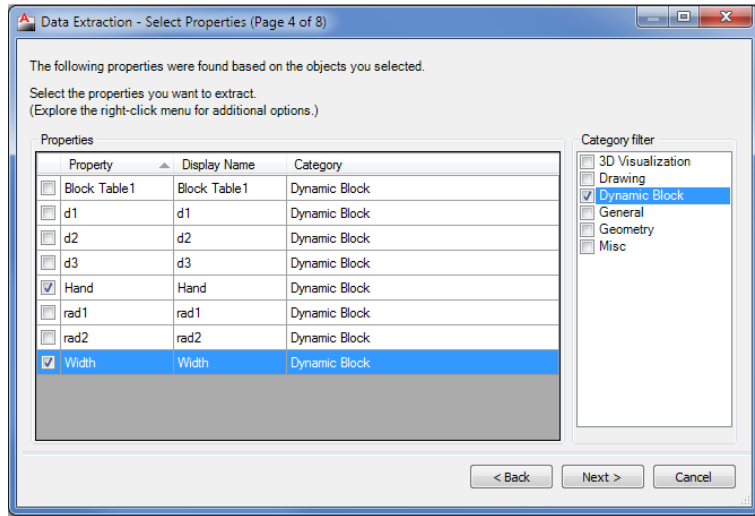 Data Extraction - Select Properties (Page 4 of 8)
The following properties were found based on the objects you selected.
Select the properties you want to extract.
(Explore the right-click menu for additional options.)
Properties
Property Display Name Category
Block Table1 Block Table1 Dynamic Block
d1 d1 Dynamic Block
d2 d2 Dynamic Block
d3 d3 Dynamic Block
Hand Hand Dynamic Block
rad1 rad1 Dynamic Block
rad2 rad2 Dynamic Block
Width Width Dynamic Block
Category filter
3D Visualization
Drawing
Dynamic Block
General
Geometry
Misc
< Back Next > Cancel